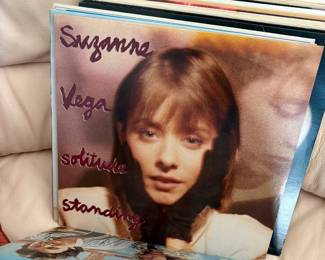 Suzanne
Vega
solitude
standing